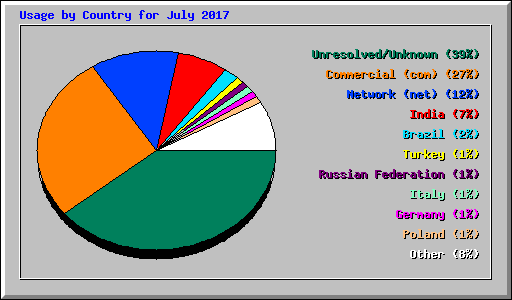 Usage by Country for July 2017
Unresolved/Unknown (39%)
Commercial (com) (27%)
Network (net) (12%)
India (7%)
Brazil (2%)
Turkey (1%)
Russian Federation (1%)
Italy (1%)
Germany (1%)
Poland (1%)
Other (8%)